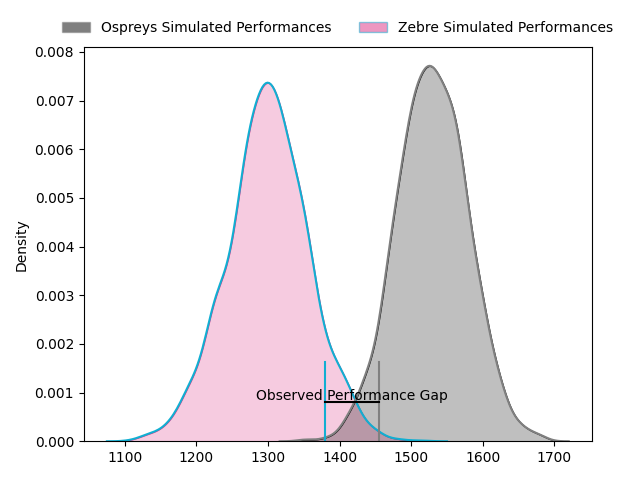 Ospreys Simulated Performances
Zebre Simulated Performances
0.008
0.007
0.006
0.005
0.004
0.003
0.002
0.001
0.000
Density
Observed Performance Gap
1100 1200 1300 1400 1500 1600 1700